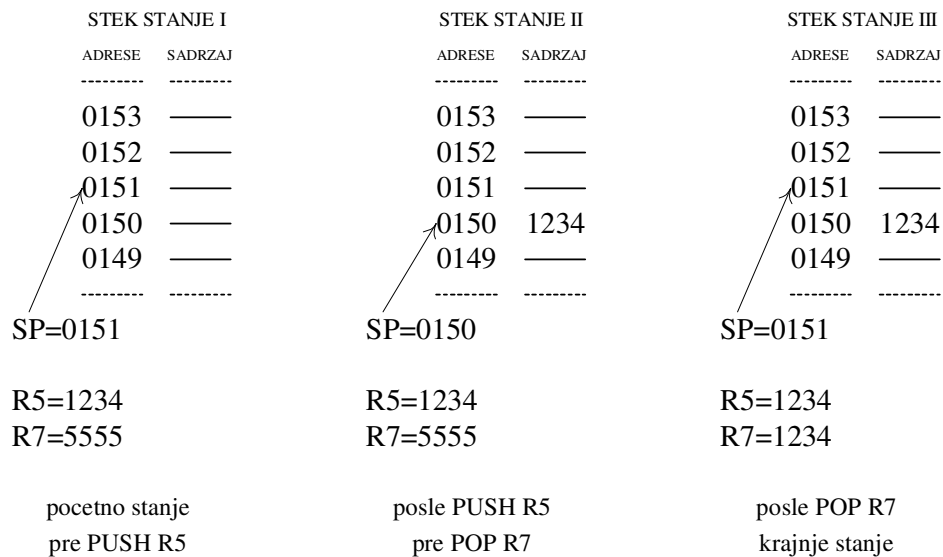 STEK STANJE I STEK STANJE II STEK STANJE III
ADRESE SADRZAJ ADRESE SADRZAJ ADRESE SADRZAJ
--------- --------- --------- --------- --------- ---------
0153 —— 0153 —— 0153 ——
0152 —— 0152 —— 0152 ——
0151 —— 0151 —— 0151 ——
0150 —— 0150 1234 0150 1234
0149 —— 0149 —— 0149 ——
--------- --------- --------- --------- --------- ---------
SP=0151 SP=0150 SP=0151
R5=1234 R5=1234 R5=1234
R7=5555 R7=5555 R7=1234
pocetno stanje posle PUSH R5 posle POP R7
pre PUSH R5 pre POP R7 krajnje stanje